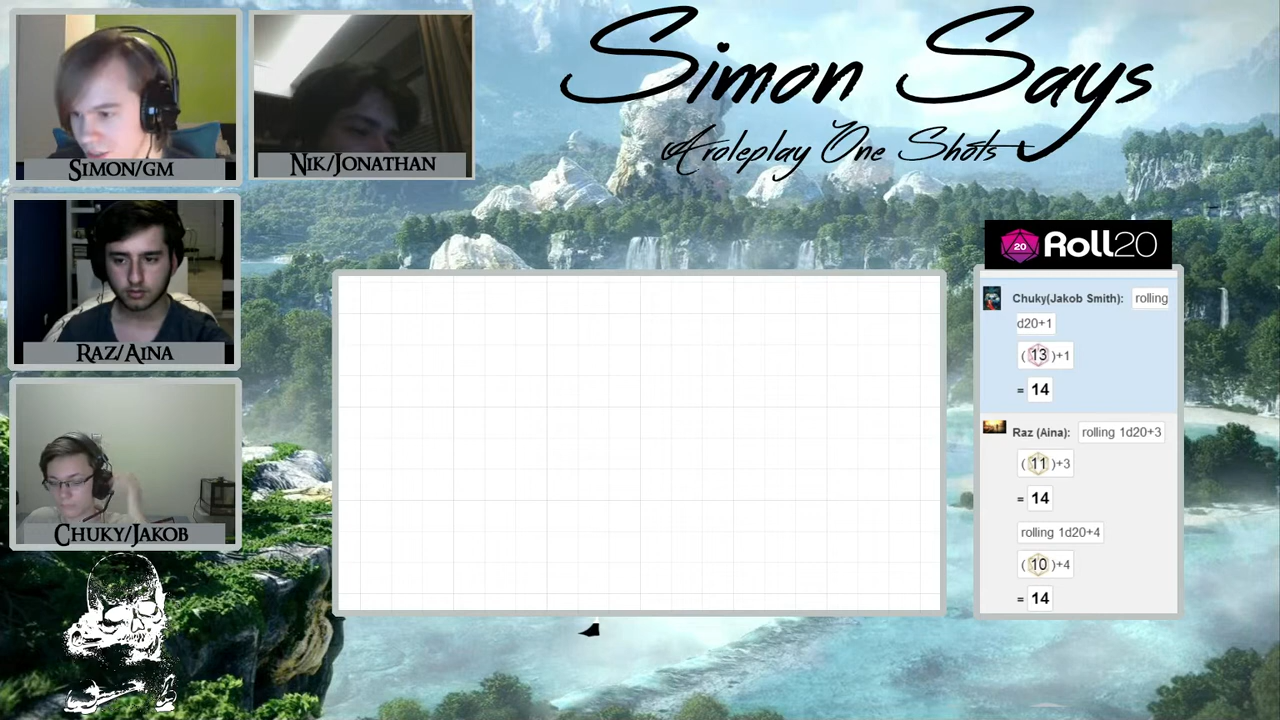 Simon Says
A roleplay One Shots
SIMON/GM
NIK/JONATHAN
RAZ/AINA
CHUKY/JAKOB
20 Roll20
Chuky(Jakob Smith): rolling
d20+1
(13)+1
= 14
Raz (Aina): rolling 1d20+3
(11)+3
= 14
rolling 1d20+4
(10)+4
= 14